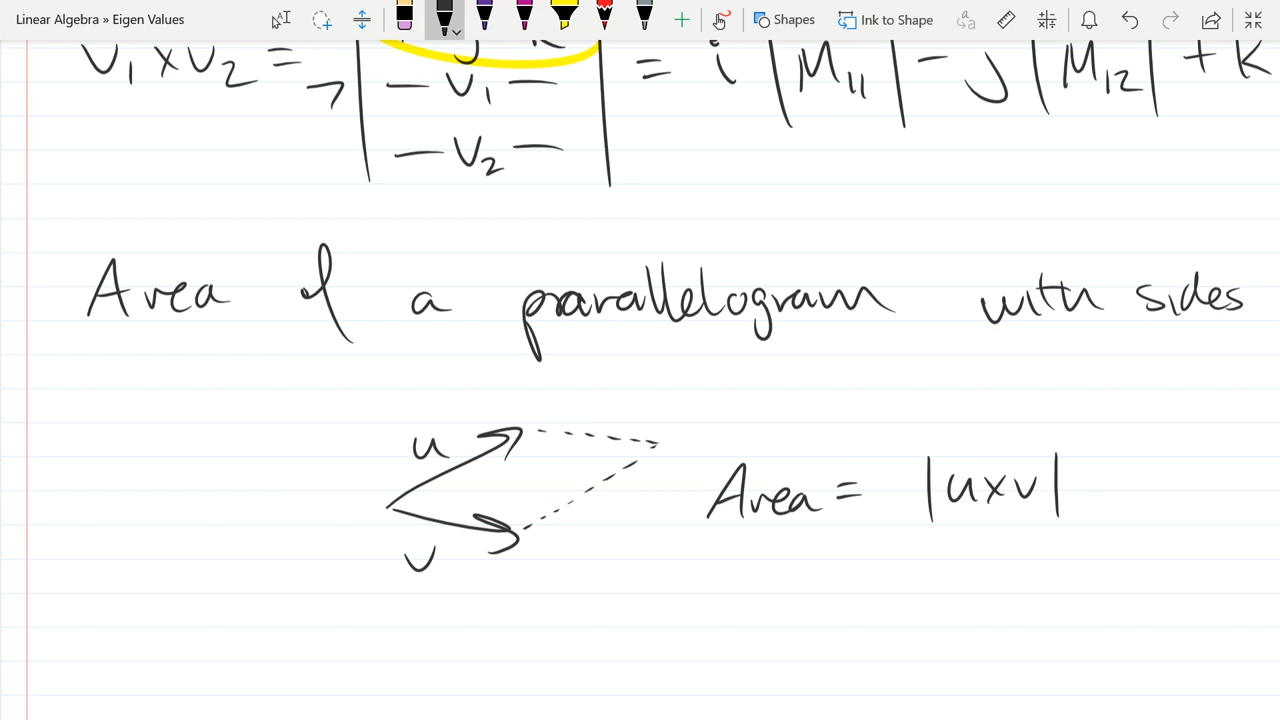 Linear Algebra » Eigen Values Shapes Ink to Shape
V₁ x V₂ = | i j k | = i |M₁₁| - j |M₁₂| + k
- V₁ -
- V₂ -
Area of a parallelogram with sides
u
Area = |u x v|
v